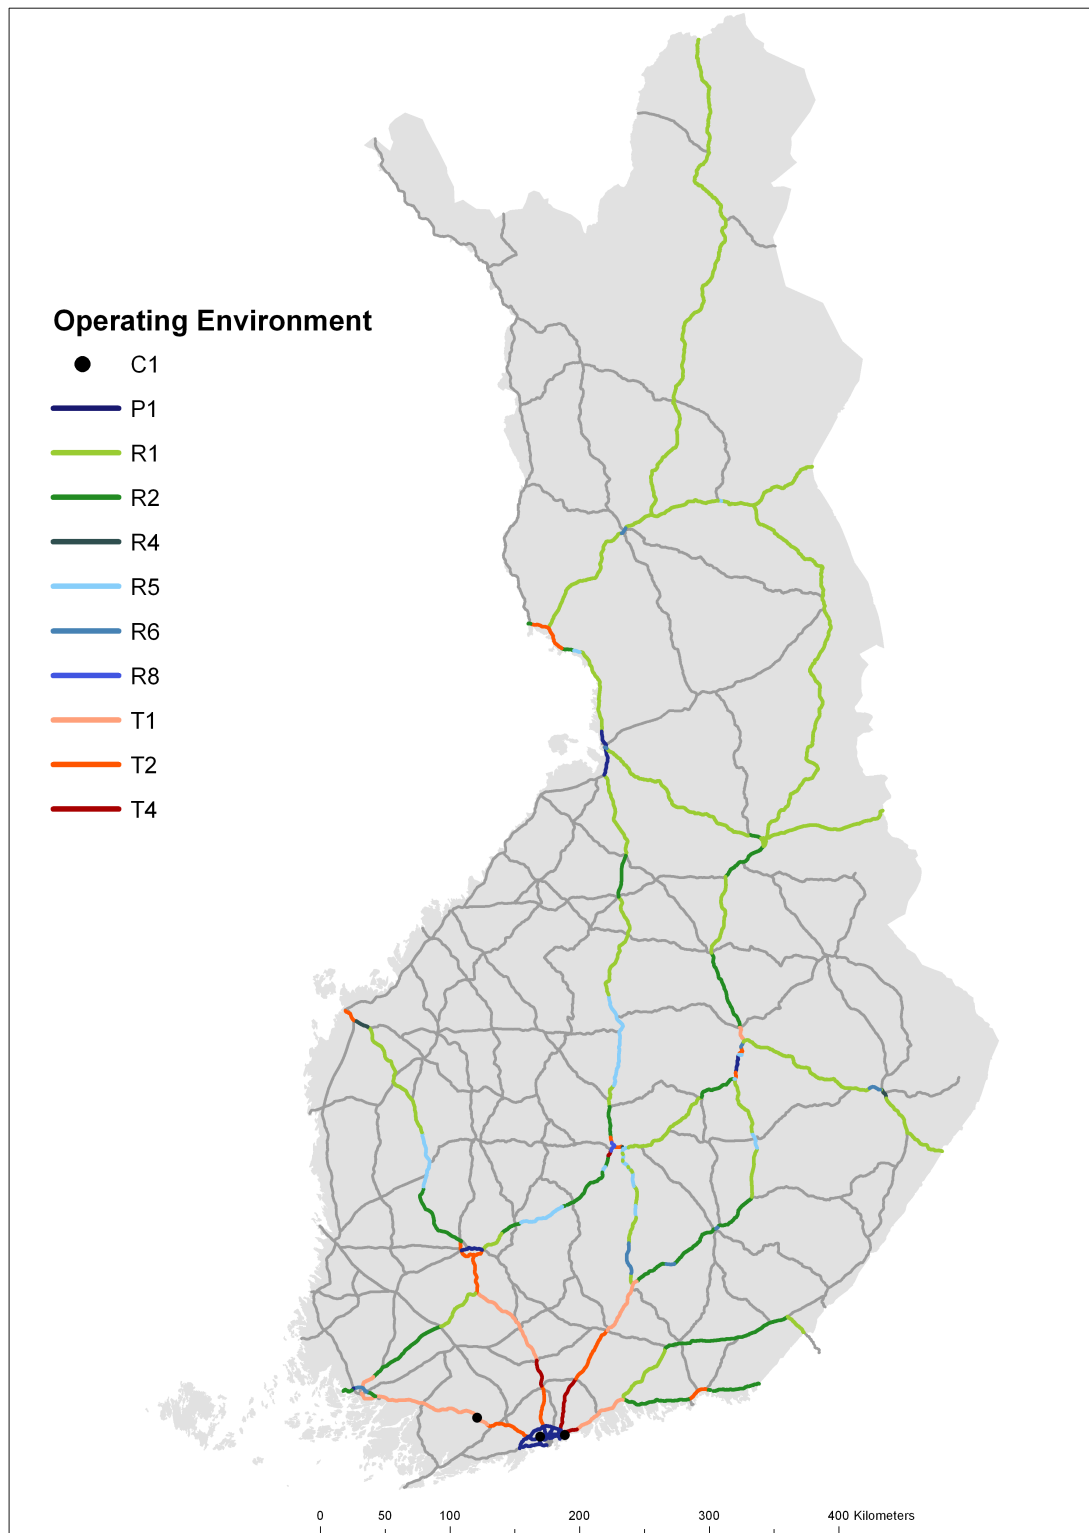 Operating Environment
C1
P1
R1
R2
R4
R5
R6
R8
T1
T2
T4
0 50 100 200 300 400 Kilometers